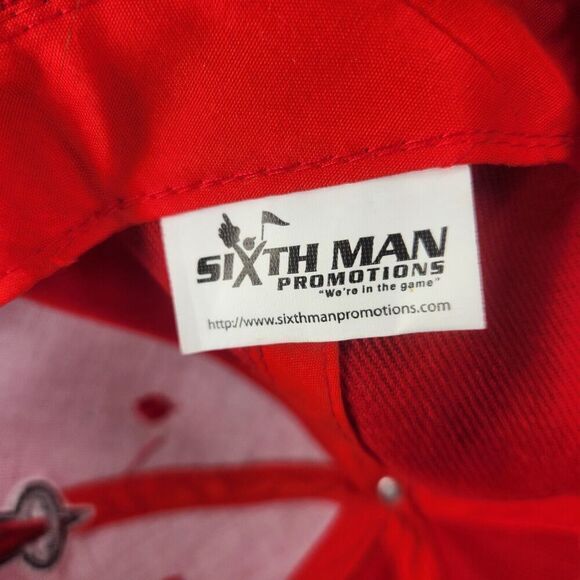 SIXTH MAN
PROMOTIONS
"We're in the game"
http://www.sixthmanpromotions.com